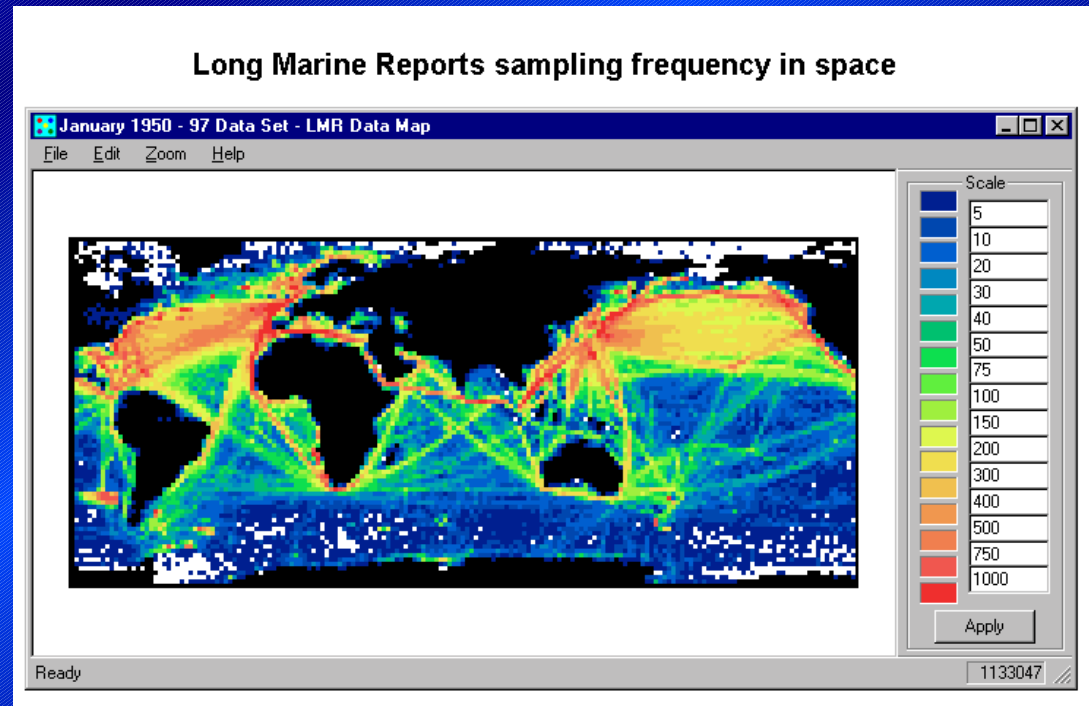 Long Marine Reports sampling frequency in space
January 1950 - 97 Data Set - LMR Data Map
File Edit Zoom Help
Scale
5
10
20
30
40
50
75
100
150
200
300
400
500
750
1000
Apply
Ready 1133047